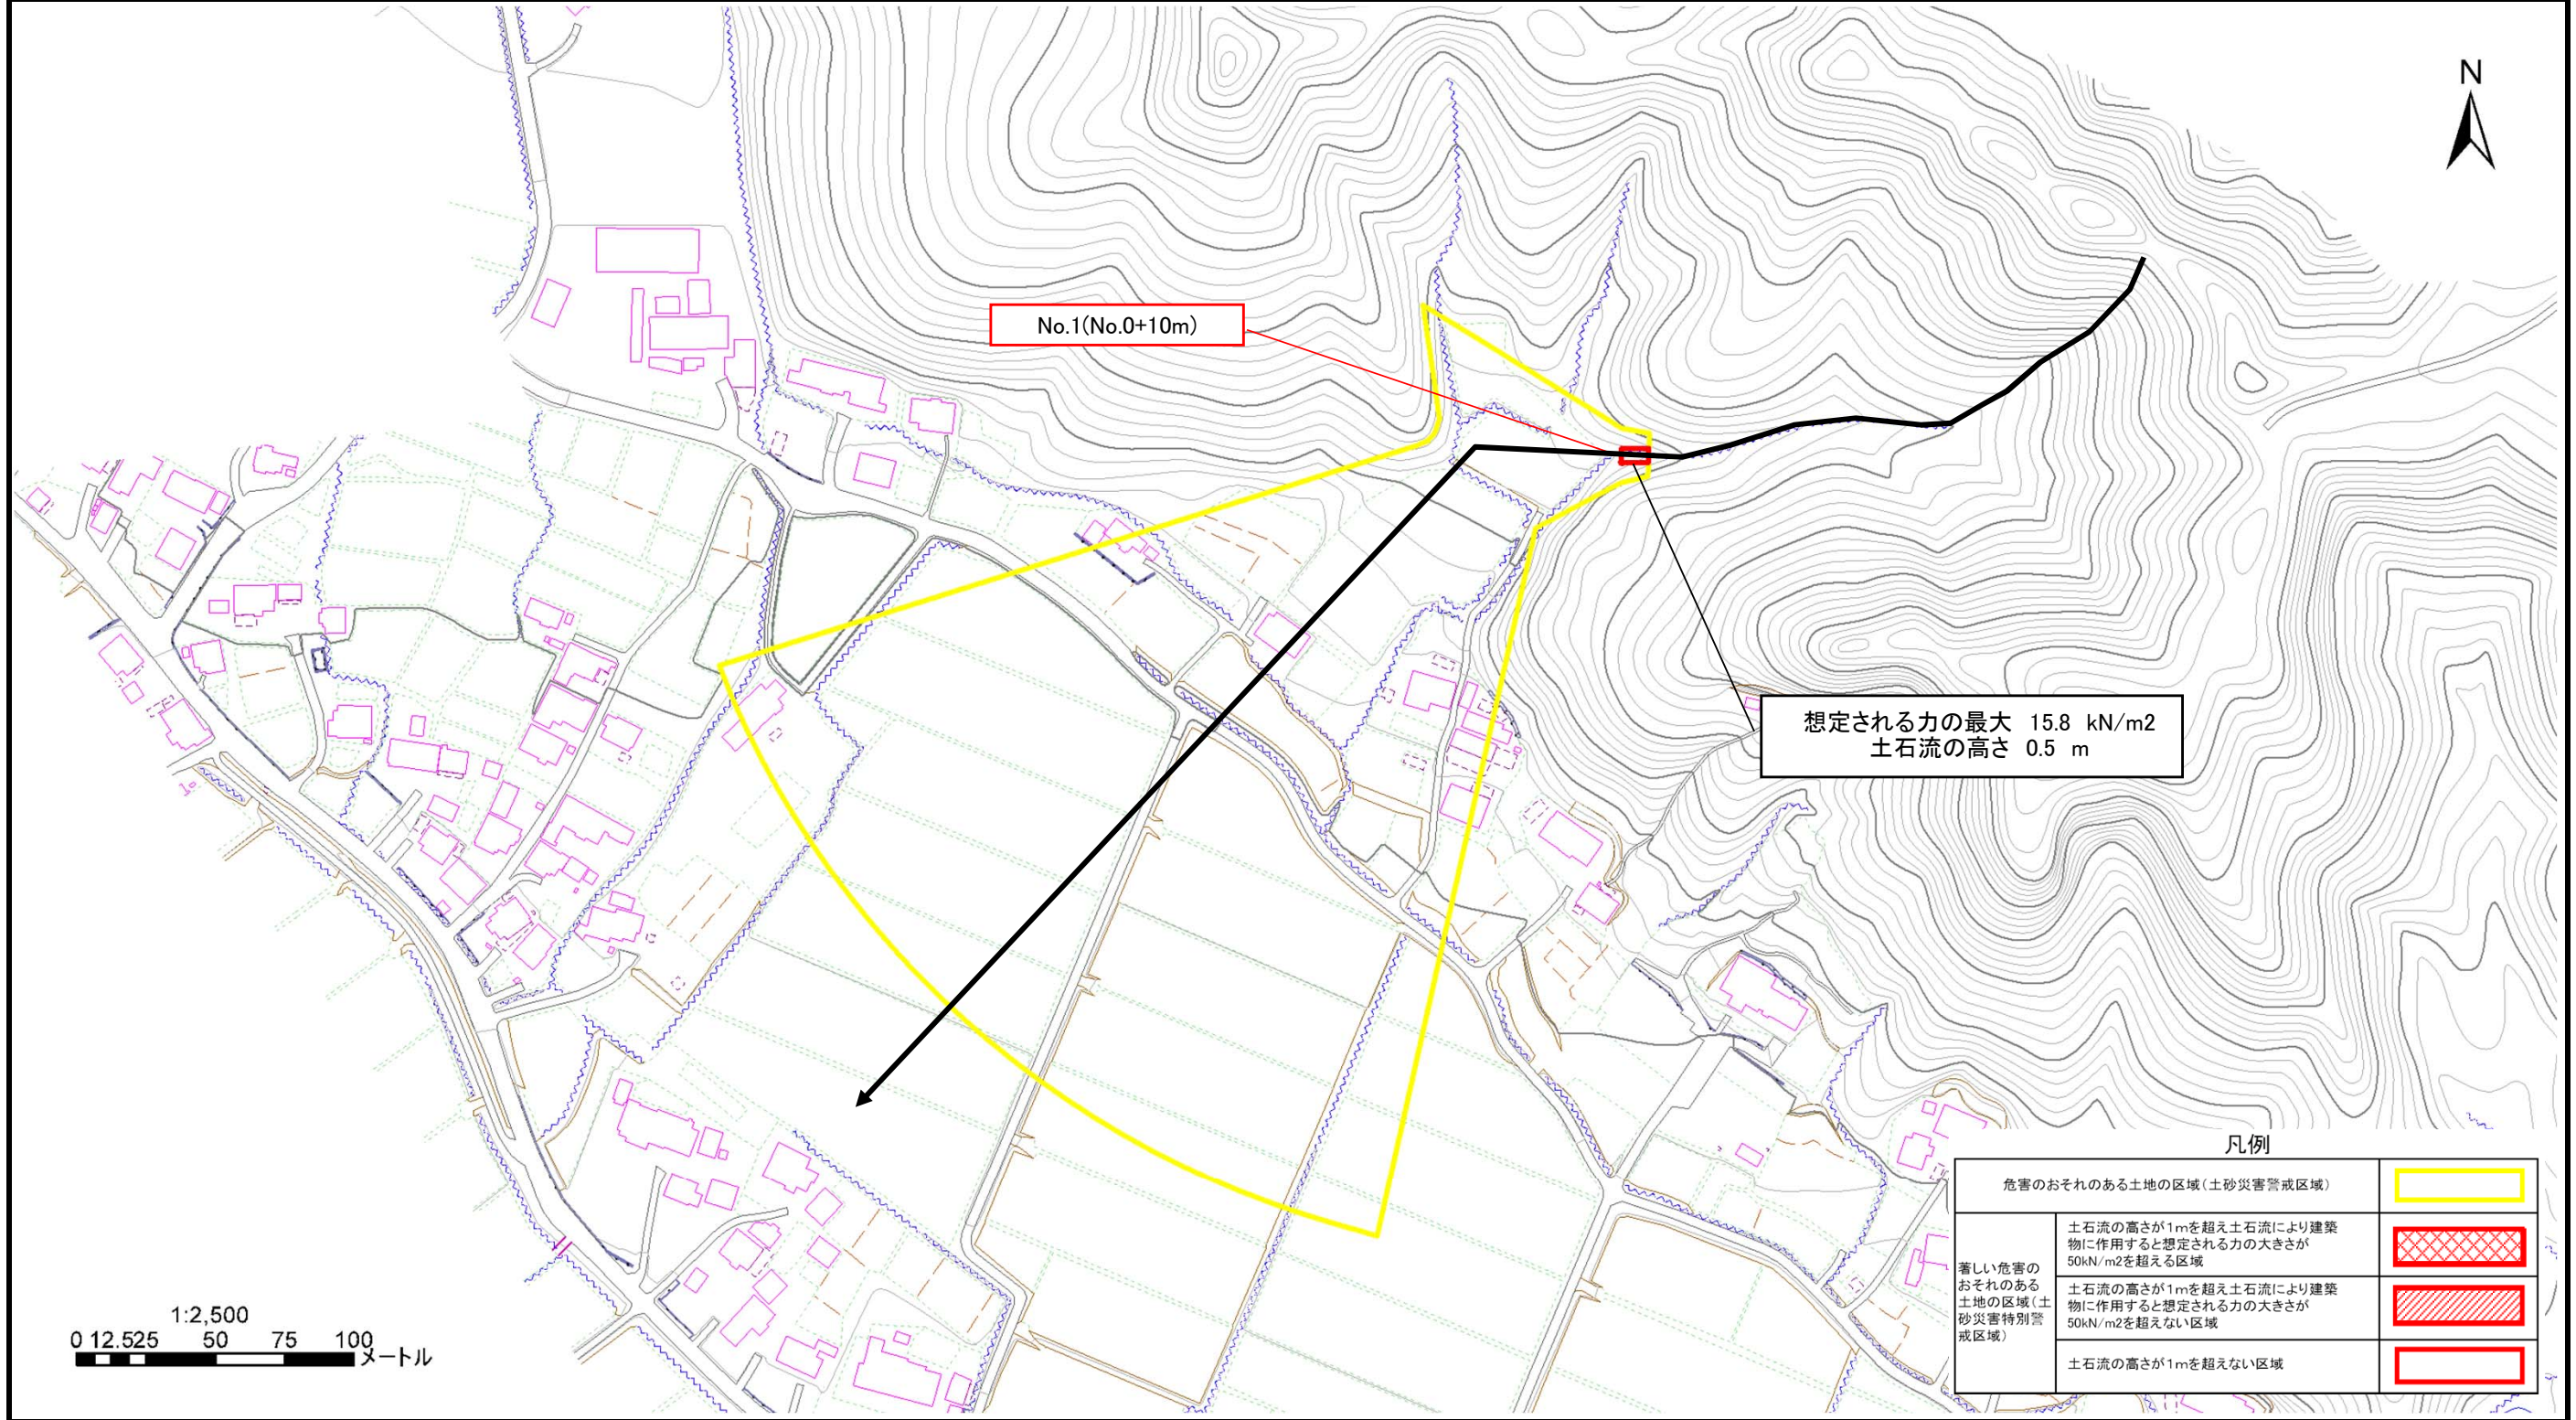 N
No.1(No.0+10m)
想定される力の最大 15.8 kN/m2
土石流の高さ 0.5 m
凡例
危害のおそれのある土地の区域(土砂災害警戒区域)
著しい危害の
おそれのある
土地の区域(土
砂災害特別警
戒区域)
土石流の高さが1mを超え土石流により建築
物に作用すると想定される力の大きさが
50kN/m2を超える区域
土石流の高さが1mを超え土石流により建築
物に作用すると想定される力の大きさが
50kN/m2を超えない区域
土石流の高さが1mを超えない区域
1:2,500
0 12.525 50 75 100
メートル